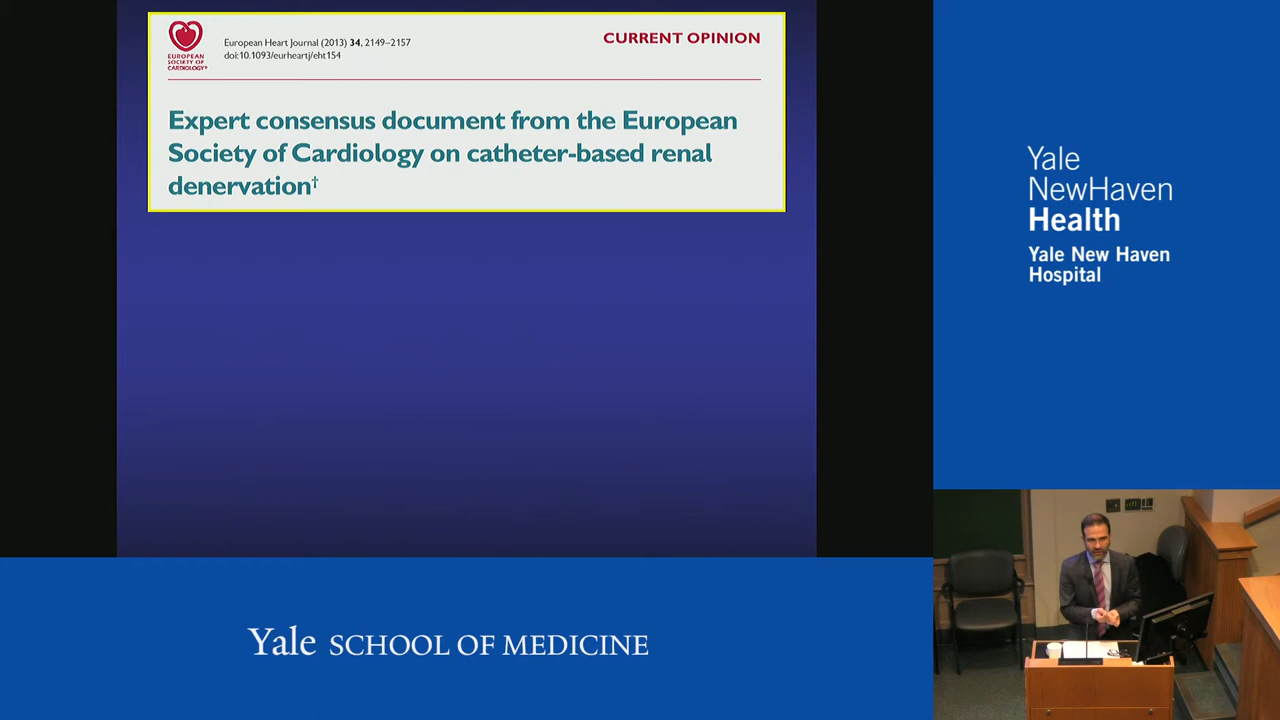 EUROPEAN
SOCIETY OF
CARDIOLOGY®
European Heart Journal (2013) 34, 2149–2157
doi:10.1093/eurheartj/eht154
CURRENT OPINION
Expert consensus document from the European
Society of Cardiology on catheter-based renal
denervation†
Yale
NewHaven
Health
Yale New Haven
Hospital
Yale SCHOOL OF MEDICINE